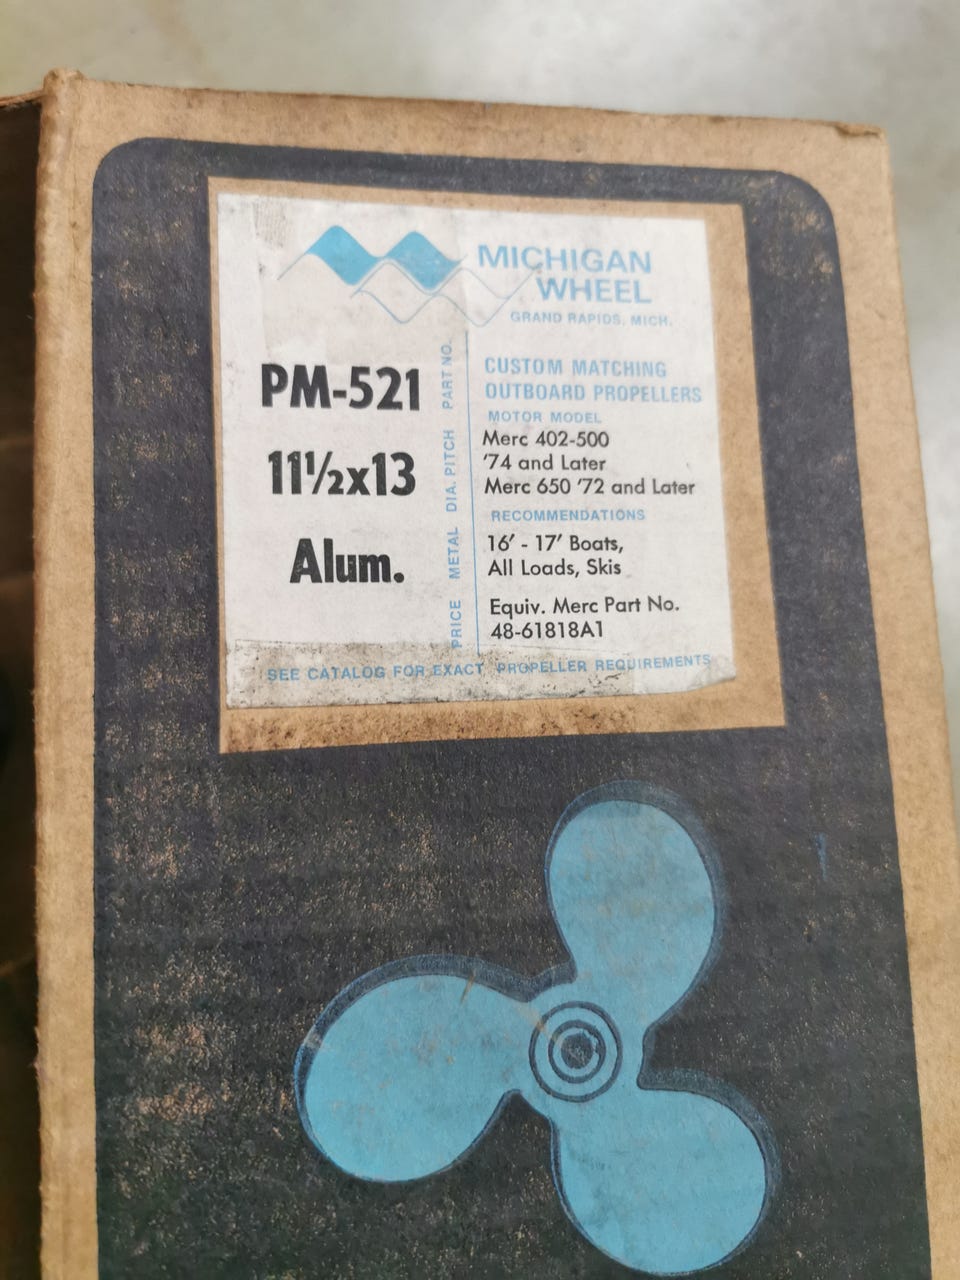 MICHIGAN
WHEEL
GRAND RAPIDS, MICH.
PM-521
11½x13
Alum.
PART NO.
DIA. PITCH
METAL
PRICE
CUSTOM MATCHING
OUTBOARD PROPELLERS
MOTOR MODEL
Merc 402-500
'74 and Later
Merc 650 '72 and Later
RECOMMENDATIONS
16' - 17' Boats,
All Loads, Skis
Equiv. Merc Part No.
48-61818A1
SEE CATALOG FOR EXACT PROPELLER REQUIREMENTS